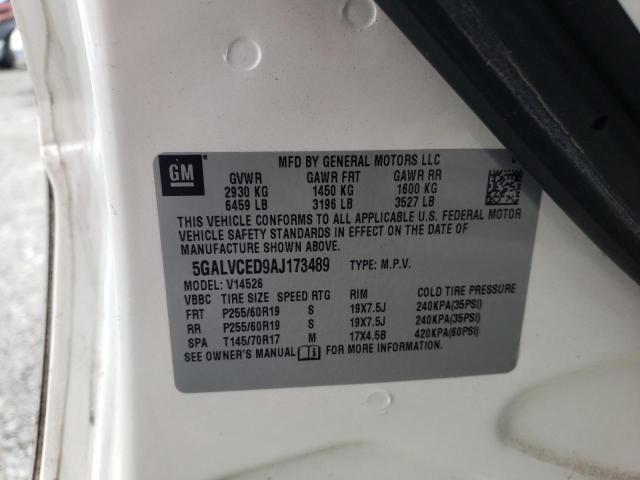 GM
MFD BY GENERAL MOTORS LLC
GVWR GAWR FRT GAWR RR
2930 KG 1450 KG 1600 KG
6459 LB 3196 LB 3527 LB
THIS VEHICLE CONFORMS TO ALL APPLICABLE U.S. FEDERAL MOTOR
VEHICLE SAFETY STANDARDS IN EFFECT ON THE DATE OF
MANUFACTURE SHOWN ABOVE.
5GALVCED9AJ173489 TYPE: M.P.V.
MODEL: V14526
VBBC TIRE SIZE SPEED RTG RIM COLD TIRE PRESSURE
FRT P255/60R19 S 19X7.5J 240KPA(35PSI)
RR P255/60R19 S 19X7.5J 240KPA(35PSI)
SPA T145/70R17 M 17X4.5B 420KPA(60PSI)
SEE OWNER'S MANUAL FOR MORE INFORMATION.